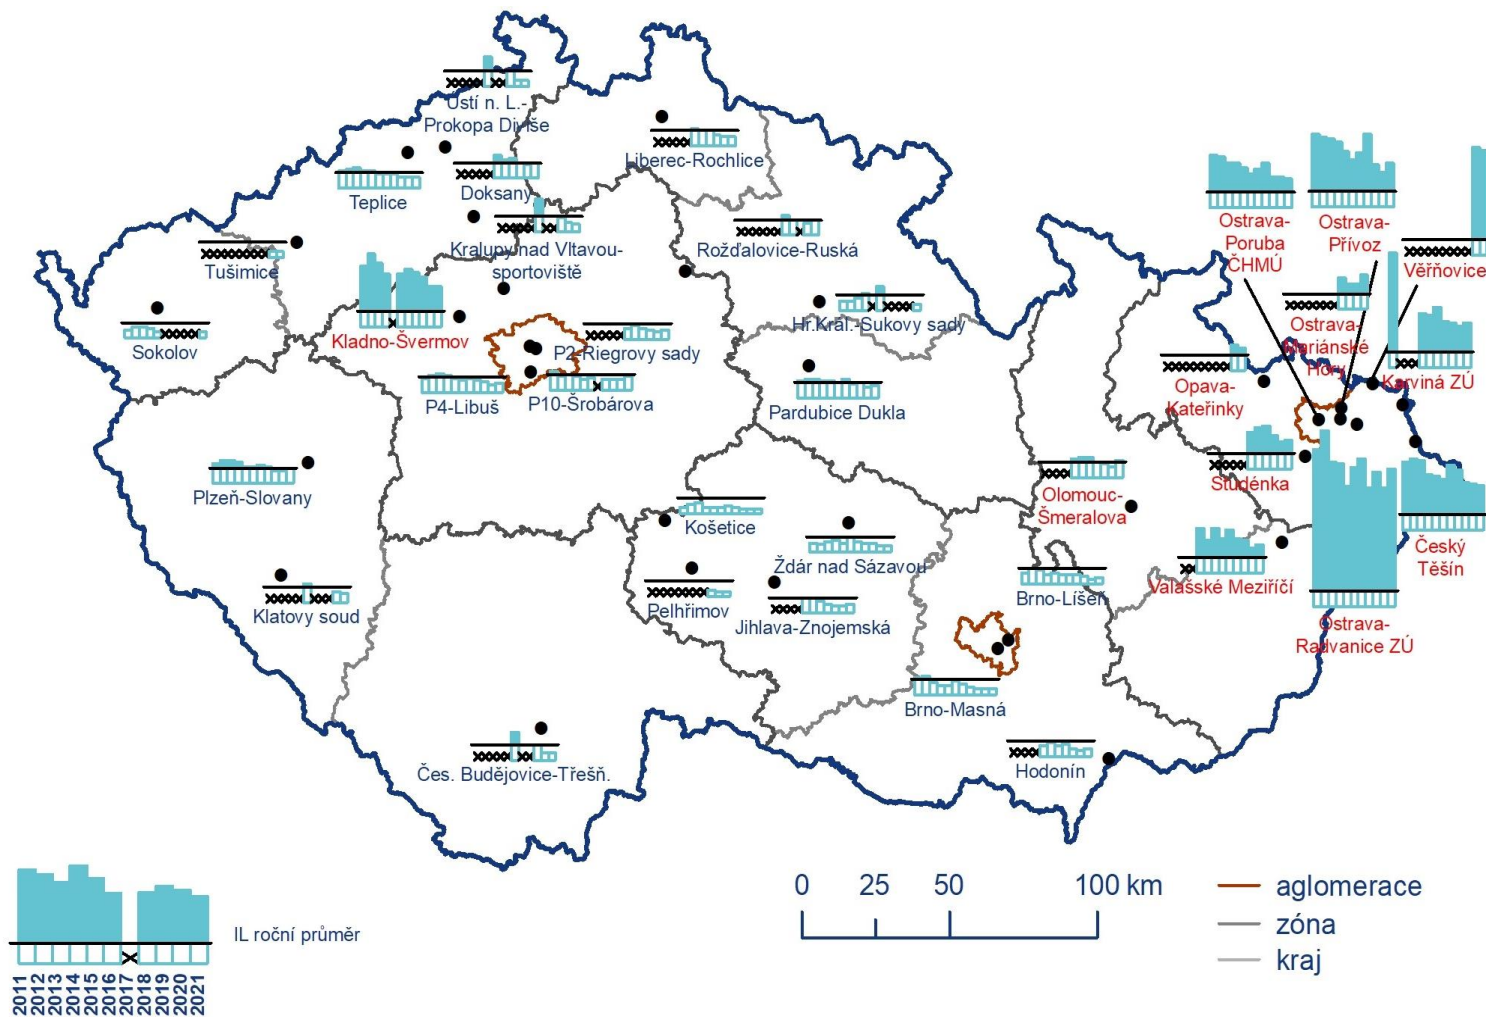 Ústí n. L.-
Prokopa Diviše
Liberec-Rochlice
Teplice
Doksany
Kralupy nad Vltavou-
sportoviště
Rožďalovice-Ruská
Tušimice
Ostrava-
Poruba
ČHMÚ
Ostrava-
Přívoz
Věřňovice
Sokolov
Kladno-Švermov
P2-Riegrovy sady
Hr.Král.-Sukovy sady
Ostrava-
Mariánské
Hory
Karviná ZÚ
P4-Libuš
P10-Šrobárova
Pardubice Dukla
Opava-
Kateřinky
Plzeň-Slovany
Košetice
Olomouc-
Šmeralova
Studénka
Český
Těšín
Klatovy soud
Ždár nad Sázavou
Pelhřimov
Jihlava-Znojemská
Brno-Líšeň
Valašské Meziříčí
Ostrava-
Radvanice ZÚ
Brno-Masná
Čes. Budějovice-Třešň.
Hodonín
IL roční průměr
2011
2012
2013
2014
2015
2016
2017
2018
2019
2020
2021
0 25 50 100 km
aglomerace
zóna
kraj